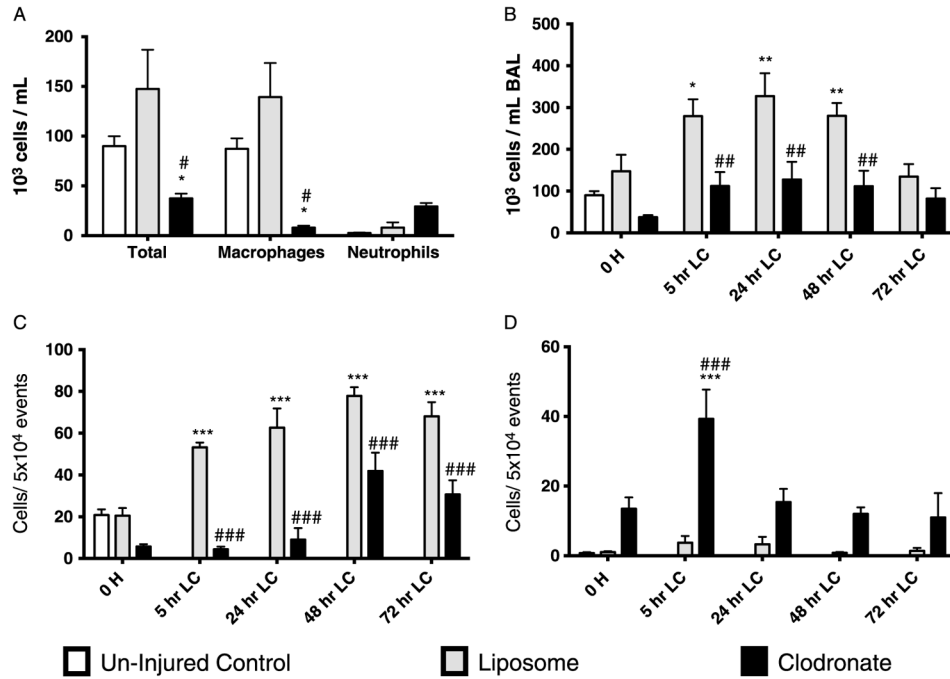 A
10³ cells / mL
200
150
100
50
0
#
*
#
*
Total Macrophages Neutrophils
B
10³ cells / mL BAL
500
400
300
200
100
0
*
**
**
##
##
##
0 H
5 hr LC
24 hr LC
48 hr LC
72 hr LC
C
Cells/ 5x10⁴ events
100
80
60
40
20
0
***
***
***
***
###
###
###
###
0 H
5 hr LC
24 hr LC
48 hr LC
72 hr LC
D
Cells/ 5x10⁴ events
60
40
20
0
###
***
0 H
5 hr LC
24 hr LC
48 hr LC
72 hr LC
Un-Injured Control
Liposome
Clodronate